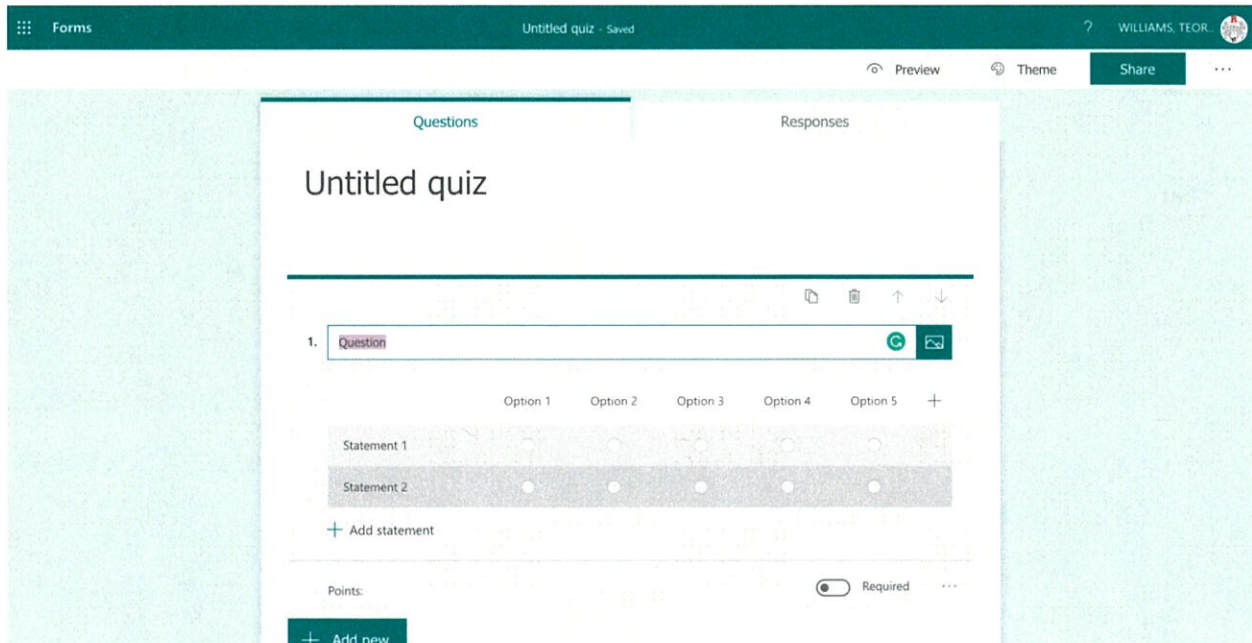 Forms Untitled quiz - Saved ? WILLIAMS, TEOR..
Preview Theme Share ...
Questions Responses
Untitled quiz
1. Question
Option 1 Option 2 Option 3 Option 4 Option 5 +
Statement 1
Statement 2
+ Add statement
Points: Required ...
+ Add new